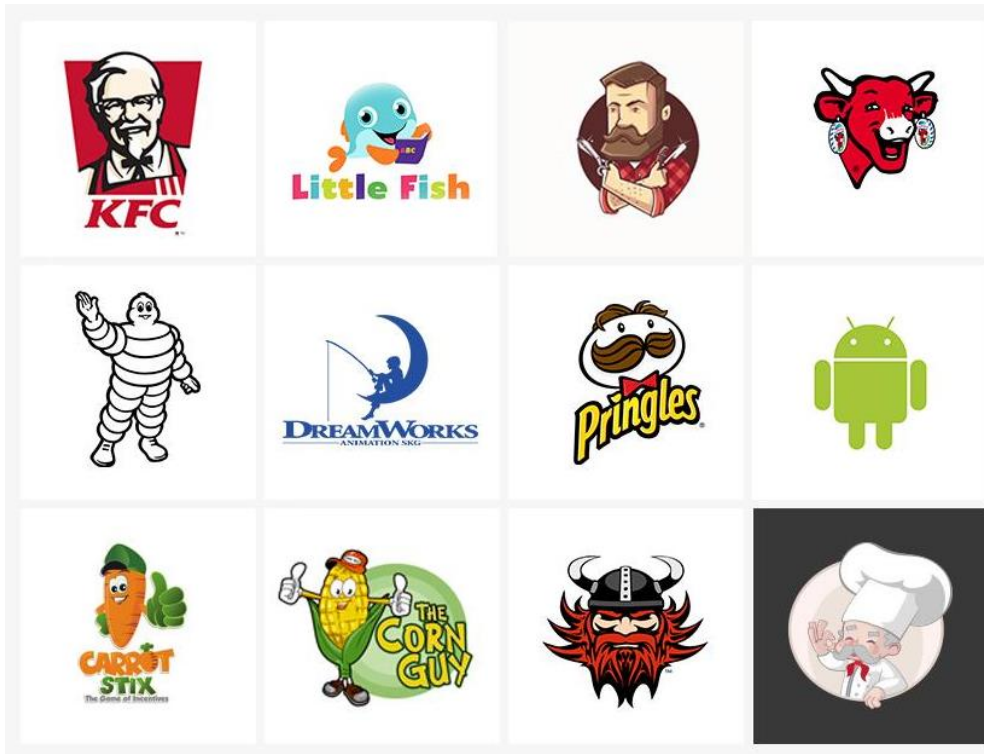 KFC
ABC
Little Fish
DREAMWORKS
ANIMATION SKG
Pringles
CARROT
STIX
The Game of Incentives
THE
CORN
GUY